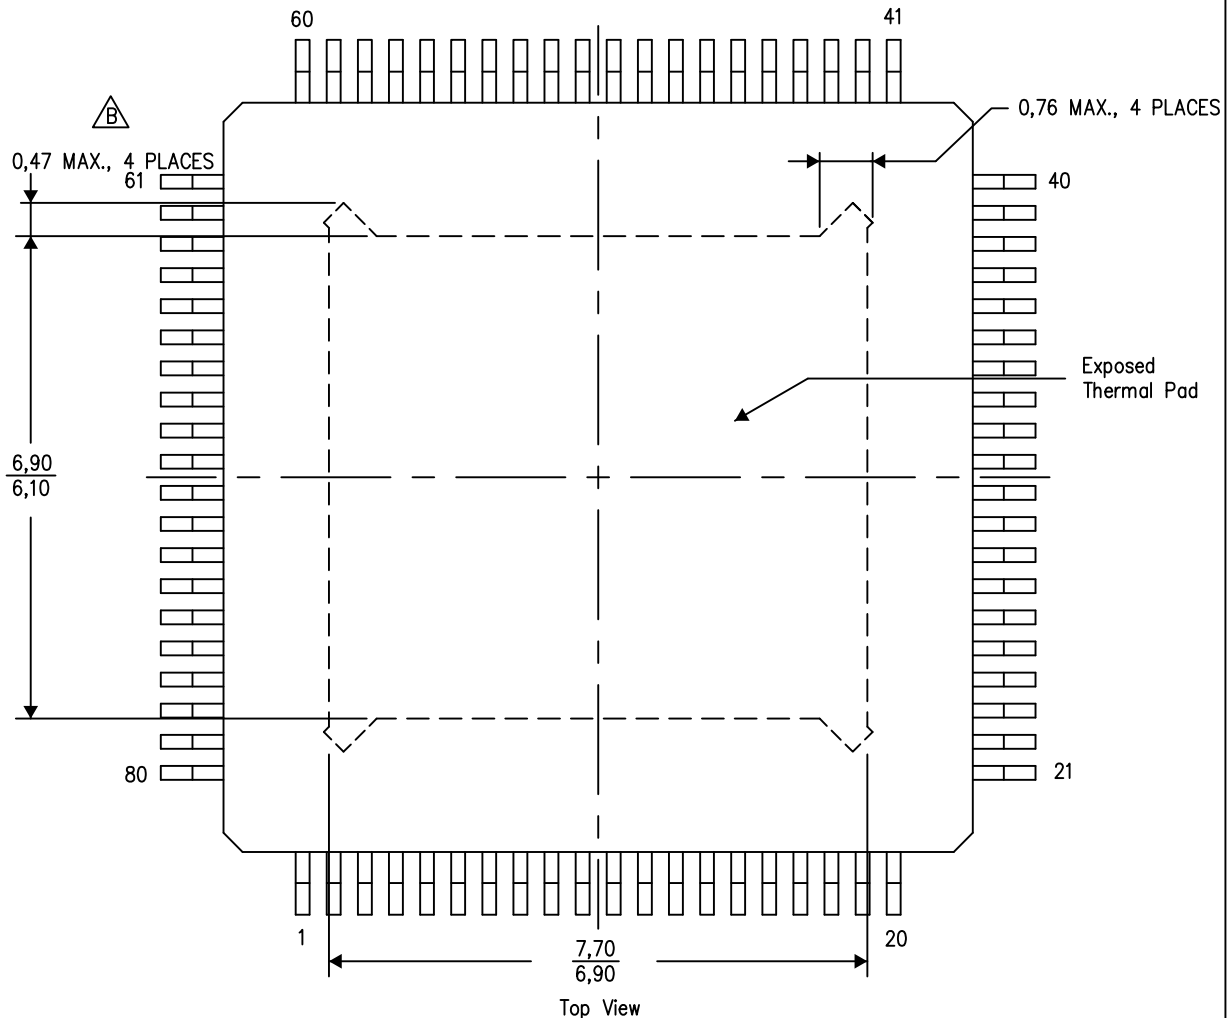 60
41
B
0,76 MAX., 4 PLACES
0,47 MAX., 4 PLACES
61
40
Exposed
Thermal Pad
6,90
6,10
80
21
1
20
7,70
6,90
Top View